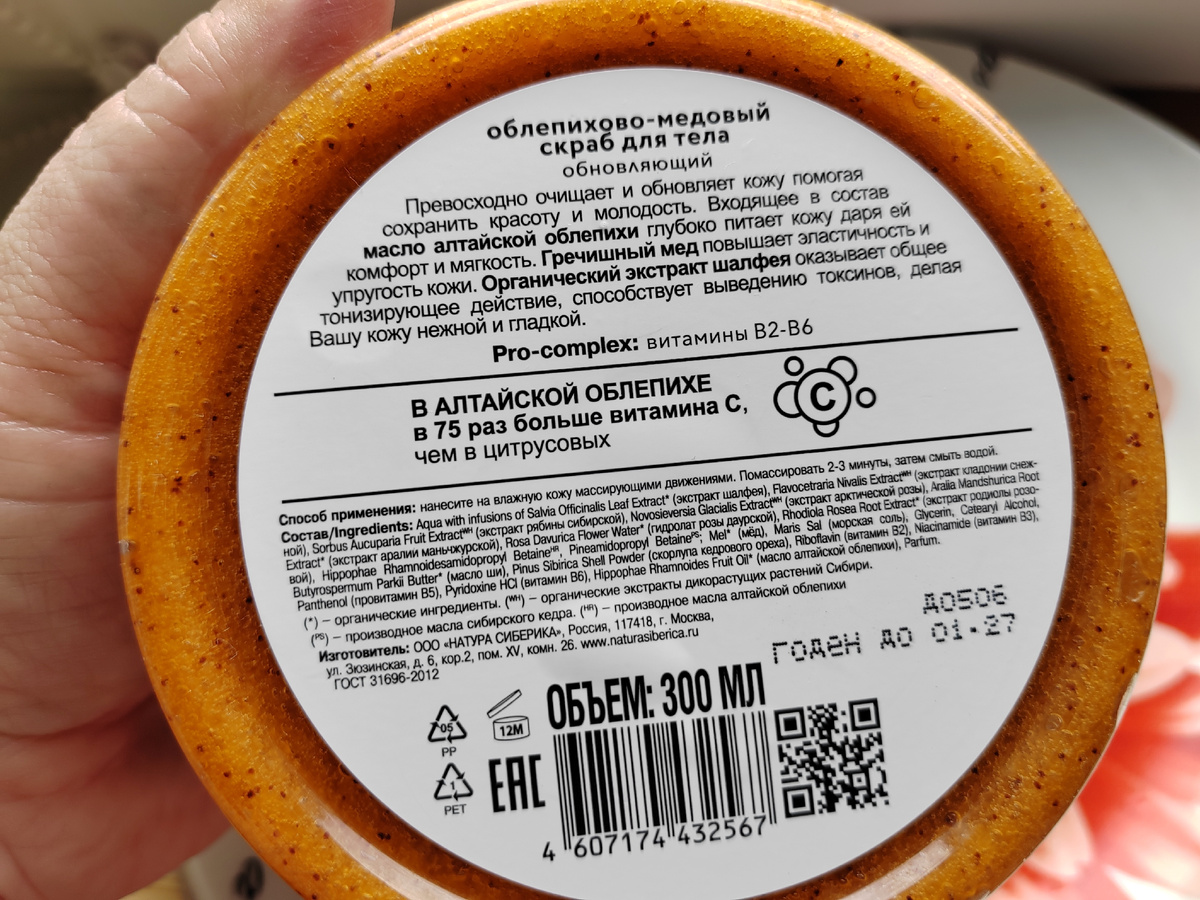 облепихово-медовый
скраб для тела
обновляющий
Превосходно очищает и обновляет кожу помогая
сохранить красоту и молодость. Входящее в состав
масло алтайской облепихи глубоко питает кожу даря ей
комфорт и мягкость. Гречишный мед повышает эластичность и
упругость кожи. Органический экстракт шалфея оказывает общее
тонизирующее действие, способствует выведению токсинов, делая
Вашу кожу нежной и гладкой.
Pro-complex: витамины B2-B6
В АЛТАЙСКОЙ ОБЛЕПИХЕ
в 75 раз больше витамина С,
чем в цитрусовых
C
Способ применения: нанесите на влажную кожу массирующими движениями. Помассировать 2-3 минуты, затем смыть водой.
Состав/Ingredients: Aqua with infusions of Salvia Officinalis Leaf Extract* (экстракт шалфея), Flavocetraria Nivalis Extractᵂᴴ (экстракт кладонии снеж-
ной), Sorbus Aucuparia Fruit Extractᵂᴴ (экстракт рябины сибирской), Novosieversia Glacialis Extractᵂᴴ (экстракт арктической розы), Aralia Mandshurica Root
Extract* (экстракт аралии маньчжурской), Rosa Davurica Flower Water* (гидролат розы даурской), Rhodiola Rosea Root Extract* (экстракт родиолы розо-
вой), Hippophae Rhamnoidesamidopropyl Betaineᴴᴿ, Pineamidopropyl Betaineᴾˢ; Mel* (мёд), Maris Sal (морская соль), Glycerin, Cetearyl Alcohol,
Butyrospermum Parkii Butter* (масло ши), Pinus Sibirica Shell Powder (скорлупа кедрового ореха), Riboflavin (витамин B2), Niacinamide (витамин B3),
Panthenol (провитамин B5), Pyridoxine HCl (витамин B6), Hippophae Rhamnoides Fruit Oil* (масло алтайской облепихи), Parfum.
(*) – органические ингредиенты. (ᵂᴴ) – органические экстракты дикорастущих растений Сибири.
(ᴾˢ) – производное масла сибирского кедра. (ᴴᴿ) – производное масла алтайской облепихи
Изготовитель: ООО «НАТУРА СИБЕРИКА», Россия, 117418, г. Москва,
ул. Зюзинская, д. 6, кор.2, пом. XV, комн. 26. www.naturasiberica.ru
ГОСТ 31696-2012
Д0506
ГОДЕН ДО 01·27
ОБЪЕМ: 300 МЛ
05
PP
12M
1
PET
EAC
4 607174 432567